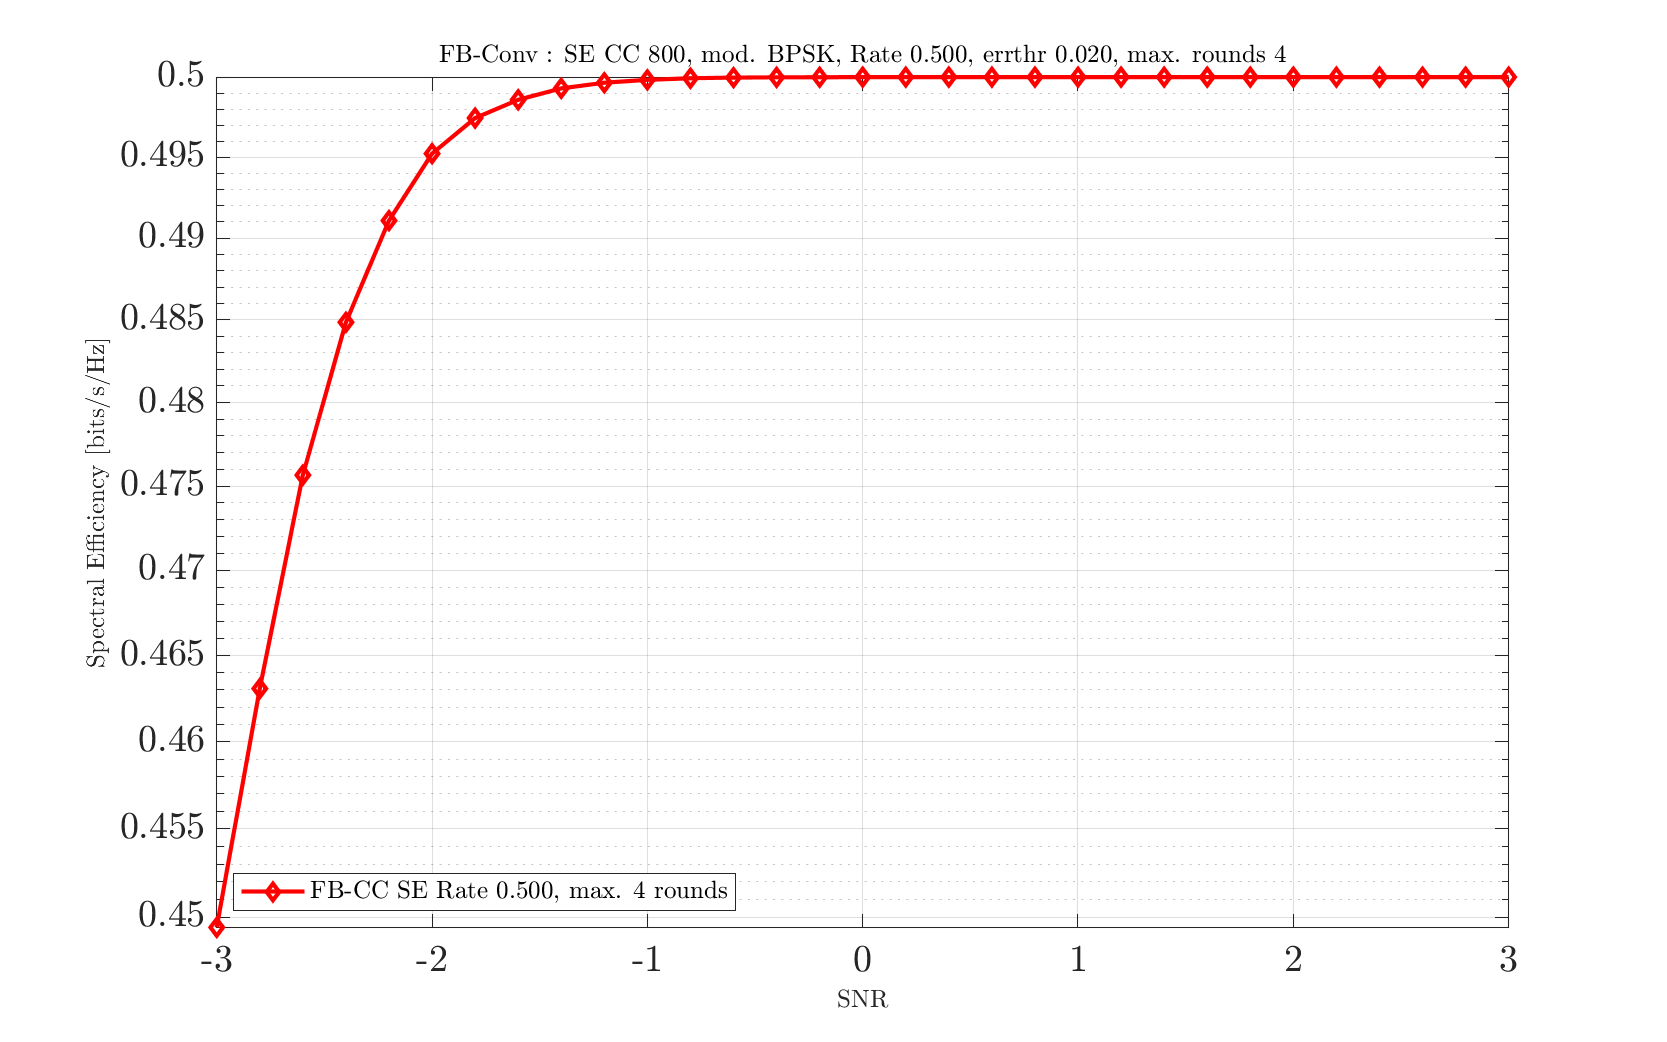 FB-Conv : SE CC 800, mod. BPSK, Rate 0.500, errthr 0.020, max. rounds 4
0.5
0.495
0.49
0.485
0.48
0.475
0.47
0.465
0.46
0.455
0.45
Spectral Efficiency [bits/s/Hz]
FB-CC SE Rate 0.500, max. 4 rounds
-3 -2 -1 0 1 2 3
SNR